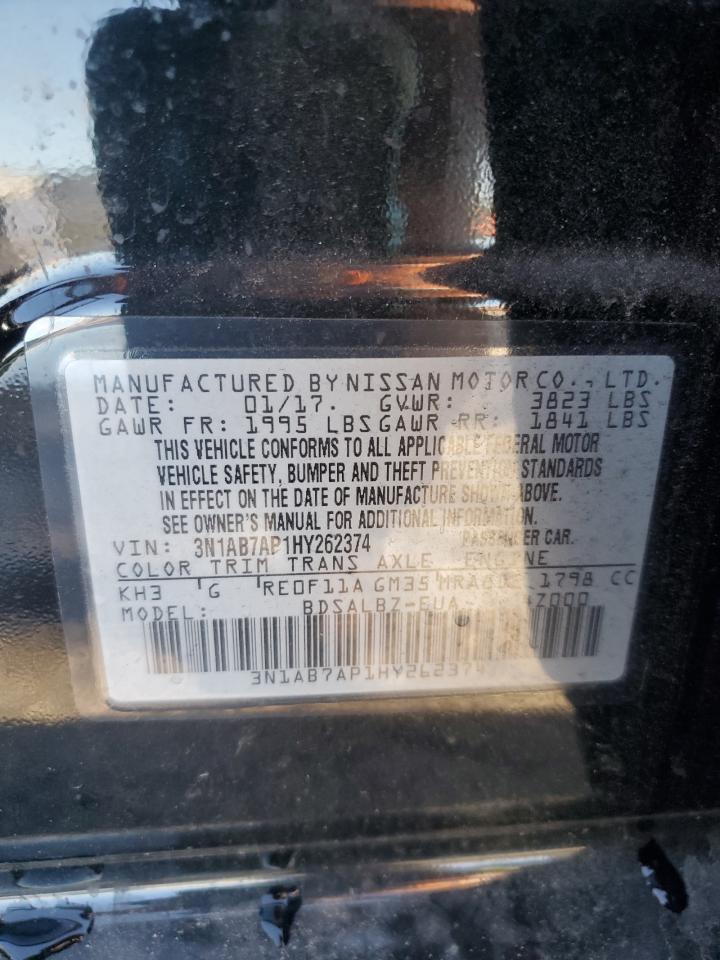 MANUFACTURED BY NISSAN MOTOR CO., LTD.
DATE: 01/17. GVWR: 3823 LBS
GAWR FR: 1995 LBS GAWR RR: 1841 LBS
THIS VEHICLE CONFORMS TO ALL APPLICABLE FEDERAL MOTOR
VEHICLE SAFETY, BUMPER AND THEFT PREVENTION STANDARDS
IN EFFECT ON THE DATE OF MANUFACTURE SHOWN ABOVE.
SEE OWNER'S MANUAL FOR ADDITIONAL INFORMATION.
VIN: 3N1AB7AP1HY262374 PASSENGER CAR.
COLOR TRIM TRANS AXLE ENGINE
KH3 G RE0F11A GM35 1798 CC
MODEL: BDSALBZ-EUA
3N1AB7AP1HY262374